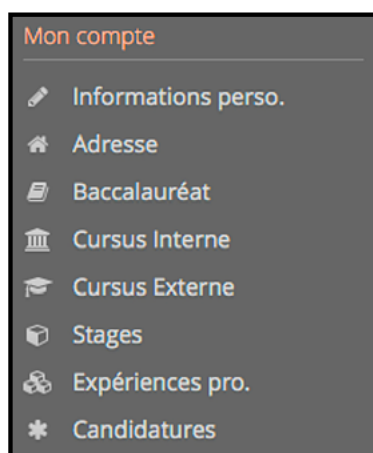 Mon compte
Informations perso.
Adresse
Baccalauréat
Cursus Interne
Cursus Externe
Stages
Expériences pro.
Candidatures